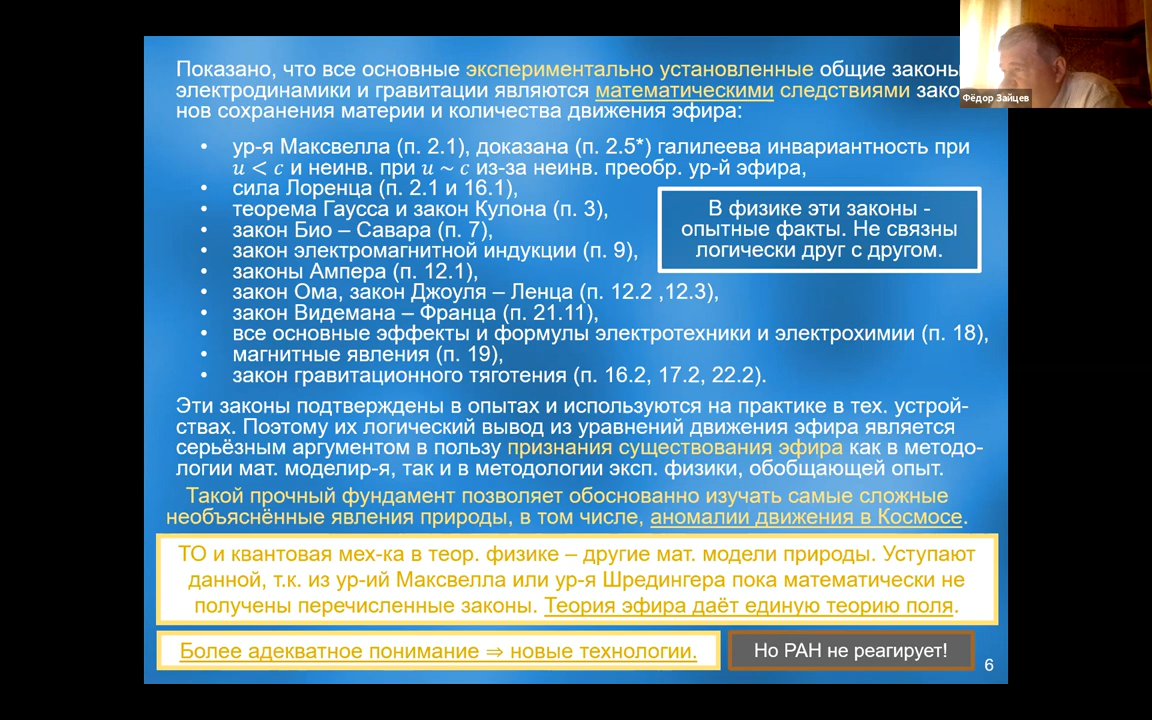 Показано, что все основные экспериментально установленные общие законы
электродинамики и гравитации являются математическими следствиями зако
нов сохранения материи и количества движения эфира:
• ур-я Максвелла (п. 2.1), доказана (п. 2.5*) галилеева инвариантность при
u < c и неинв. при u ~ c из-за неинв. преобр. ур-й эфира,
• сила Лоренца (п. 2.1 и 16.1),
• теорема Гаусса и закон Кулона (п. 3),
• закон Био – Савара (п. 7),
• закон электромагнитной индукции (п. 9),
• законы Ампера (п. 12.1),
• закон Ома, закон Джоуля – Ленца (п. 12.2 ,12.3),
• закон Видемана – Франца (п. 21.11),
• все основные эффекты и формулы электротехники и электрохимии (п. 18),
• магнитные явления (п. 19),
• закон гравитационного тяготения (п. 16.2, 17.2, 22.2).
В физике эти законы -
опытные факты. Не связны
логически друг с другом.
Эти законы подтверждены в опытах и используются на практике в тех. устрой-
ствах. Поэтому их логический вывод из уравнений движения эфира является
серьёзным аргументом в пользу признания существования эфира как в методо-
логии мат. моделир-я, так и в методологии эксп. физики, обобщающей опыт.
Такой прочный фундамент позволяет обоснованно изучать самые сложные
необъяснённые явления природы, в том числе, аномалии движения в Космосе.
ТО и квантовая мех-ка в теор. физике – другие мат. модели природы. Уступают
данной, т.к. из ур-ий Максвелла или ур-я Шредингера пока математически не
получены перечисленные законы. Теория эфира даёт единую теорию поля.
Более адекватное понимание ⇒ новые технологии.
Но РАН не реагирует!
6
Фёдор Зайцев